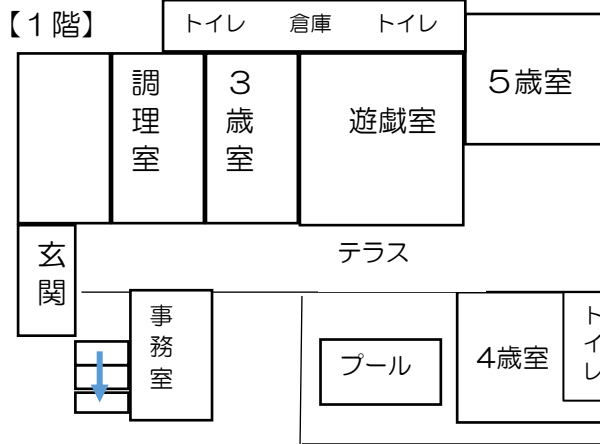 【１階】
トイレ 倉庫 トイレ
調理室
３歳室
遊戯室
５歳室
玄関
テラス
事務室
プール
4歳室
トイレ